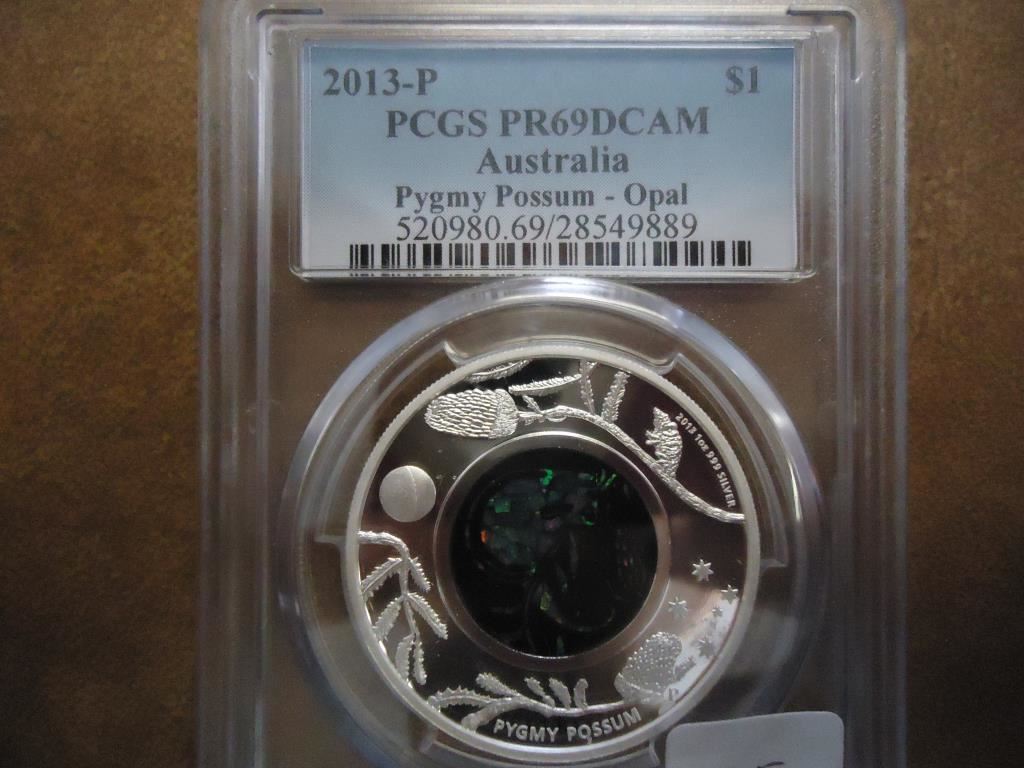 2013-P $1
PCGS PR69DCAM
Australia
Pygmy Possum - Opal
520980.69/28549889
2013 1oz 999 SILVER
P
PYGMY POSSUM